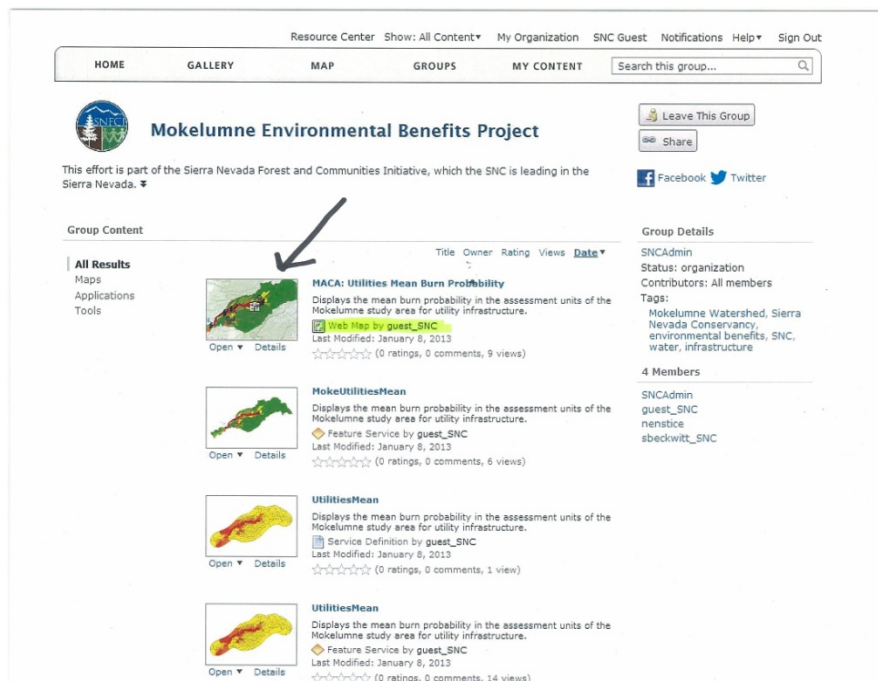 Resource Center Show: All Content▾ My Organization SNC Guest Notifications Help▾ Sign Out
HOME GALLERY MAP GROUPS MY CONTENT Search this group...
SNFCI
Mokelumne Environmental Benefits Project
Leave This Group
Share
This effort is part of the Sierra Nevada Forest and Communities Initiative, which the SNC is leading in the
Sierra Nevada.
Facebook Twitter
Group Content
Title Owner Rating Views Date▾
All Results
Maps
Applications
Tools
MACA: Utilities Mean Burn Probability
Displays the mean burn probability in the assessment units of the
Mokelumne study area for utility infrastructure.
Web Map by guest_SNC
Last Modified: January 8, 2013
Open ▾ Details
(0 ratings, 0 comments, 9 views)
MokeUtilitiesMean
Displays the mean burn probability in the assessment units of the
Mokelumne study area for utility infrastructure.
Feature Service by guest_SNC
Last Modified: January 8, 2013
Open ▾ Details
(0 ratings, 0 comments, 6 views)
UtilitiesMean
Displays the mean burn probability in the assessment units of the
Mokelumne study area for utility infrastructure.
Service Definition by guest_SNC
Last Modified: January 8, 2013
Open ▾ Details
(0 ratings, 0 comments, 1 view)
UtilitiesMean
Displays the mean burn probability in the assessment units of the
Mokelumne study area for utility infrastructure.
Feature Service by guest_SNC
Last Modified: January 8, 2013
Open ▾ Details
(0 ratings, 0 comments, 14 views)
Group Details
SNCAdmin
Status: organization
Contributors: All members
Tags:
Mokelumne Watershed, Sierra
Nevada Conservancy,
environmental benefits, SNC,
water, infrastructure
4 Members
SNCAdmin
guest_SNC
nenstice
sbeckwitt_SNC